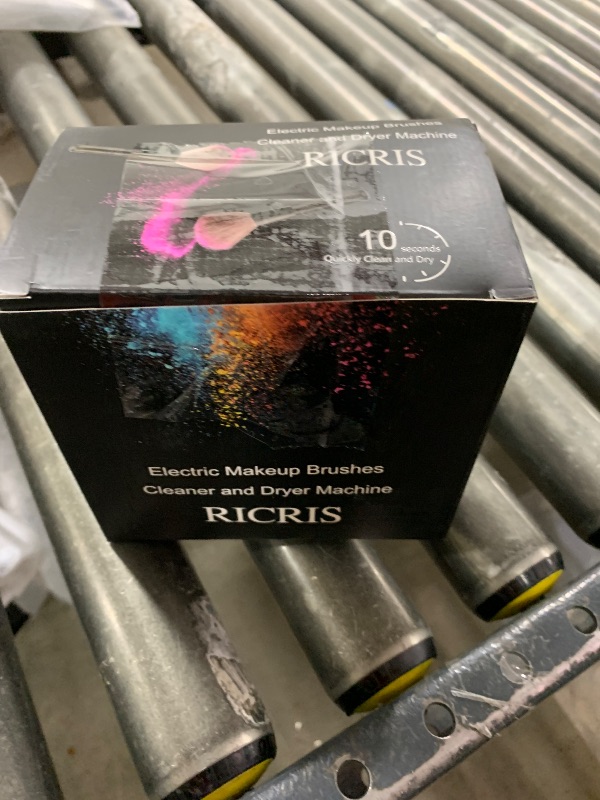 Electric Makeup Brushes
Cleaner and Dryer Machine
RICRIS
10 seconds
Quickly Clean and Dry
Electric Makeup Brushes
Cleaner and Dryer Machine
RICRIS